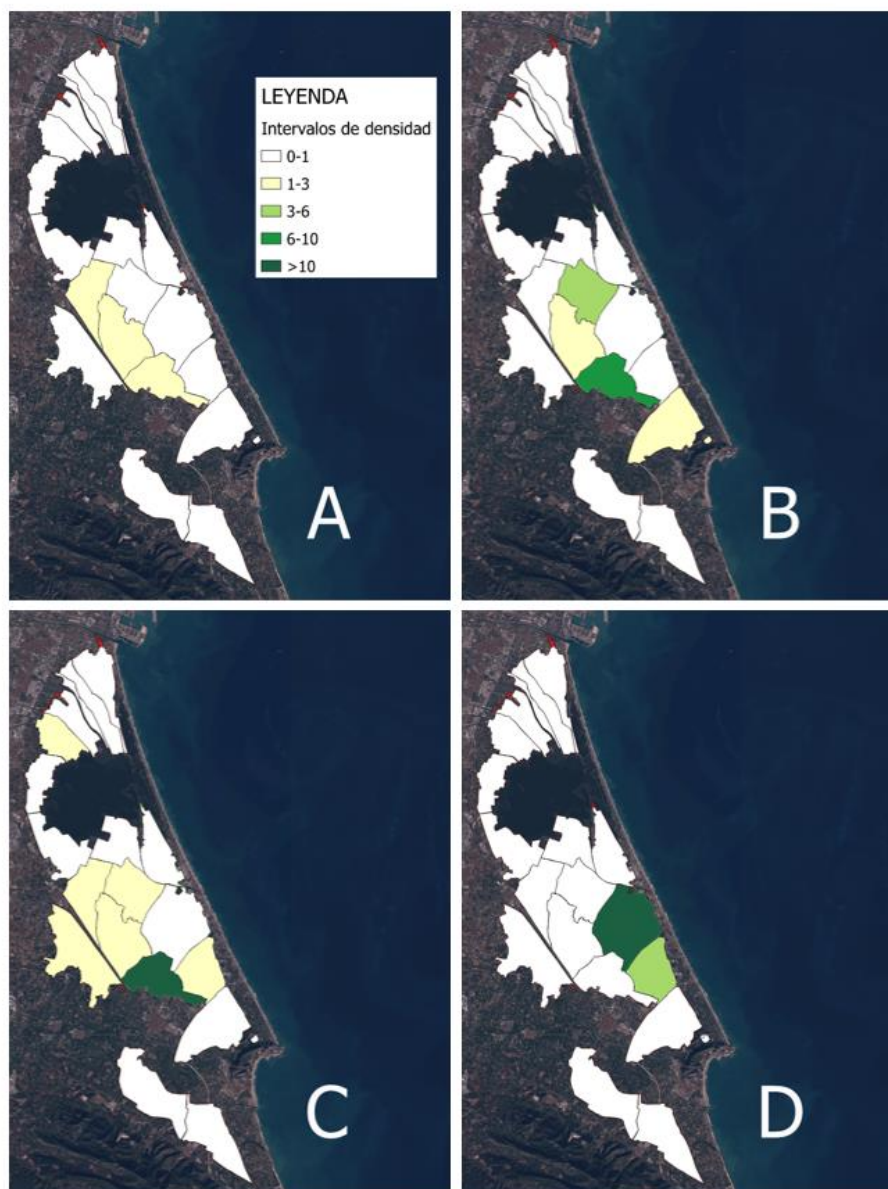 LEYENDA
Intervalos de densidad
0-1
1-3
3-6
6-10
>10
A
B
C
D